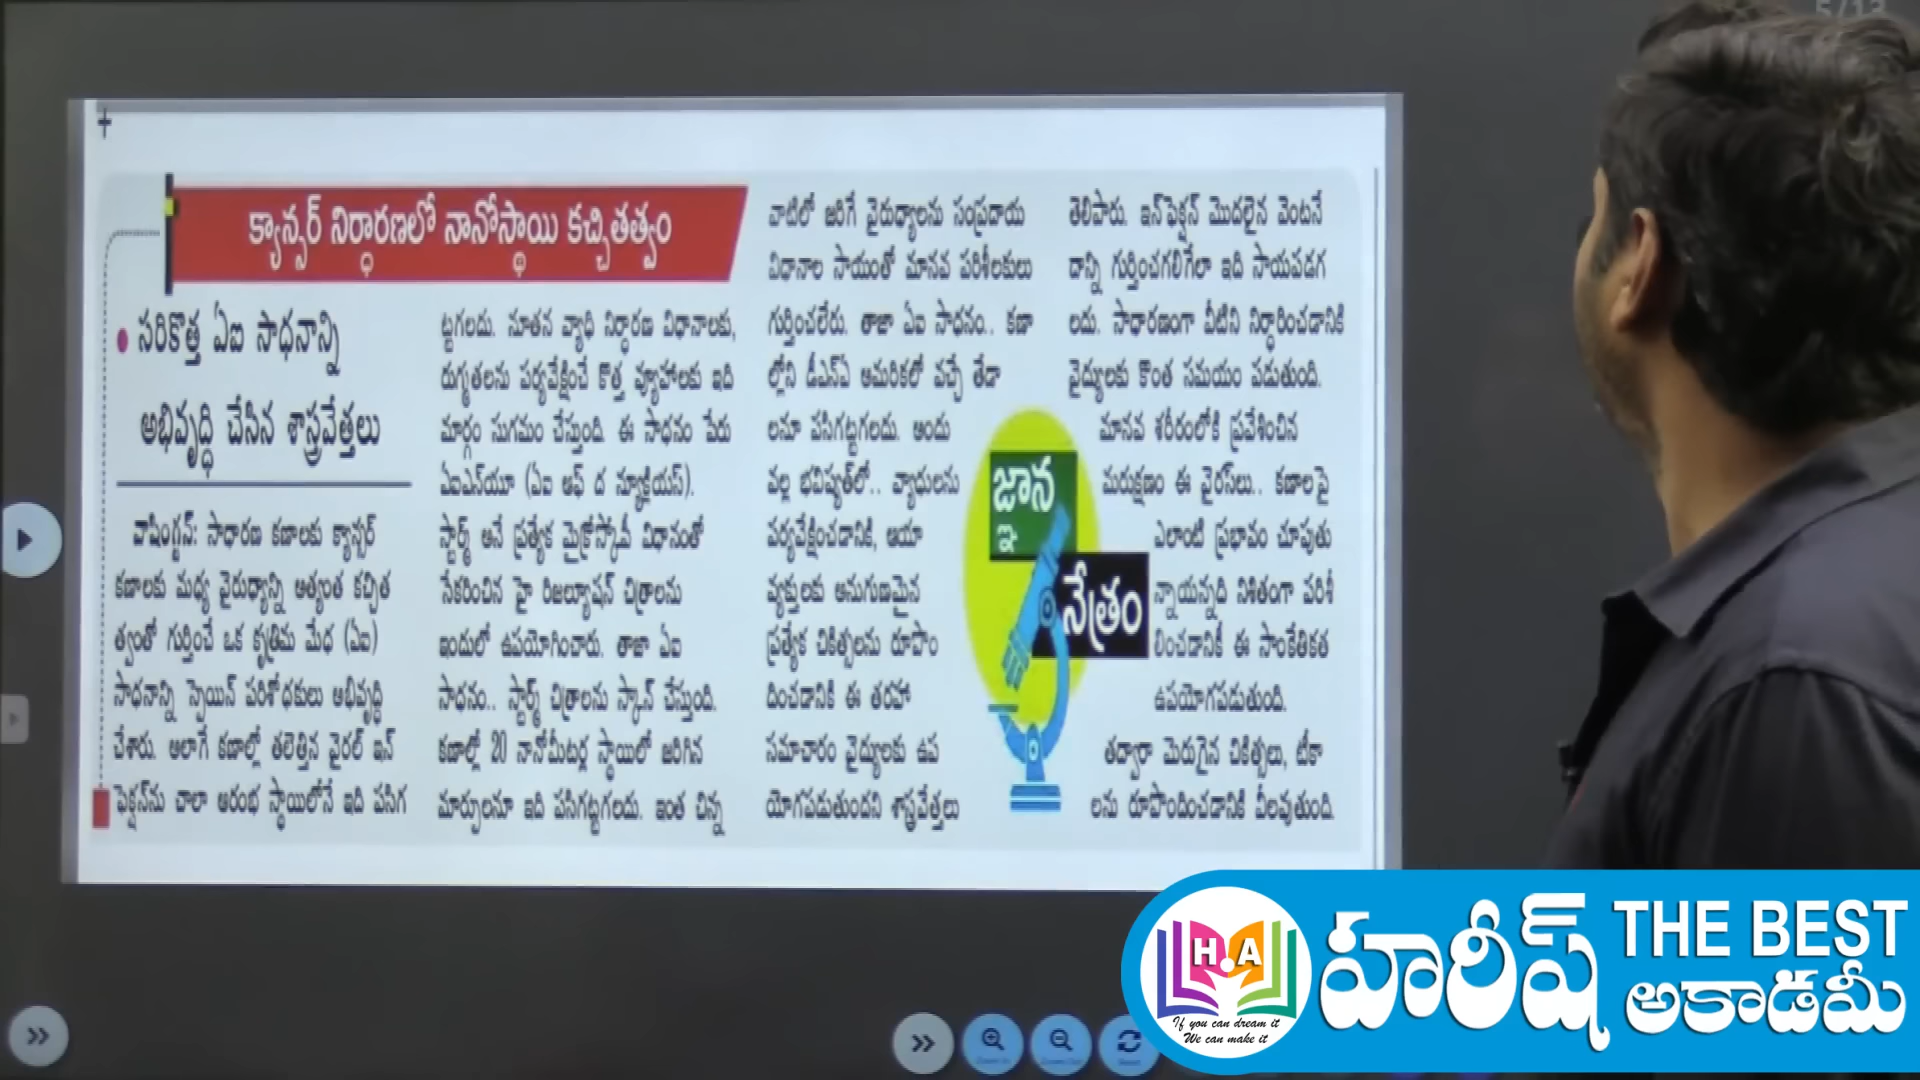 5/13
క్యాన్సర్ నిర్ధారణలో నానోస్థాయి కచ్చితత్వం
• సరికొత్త ఏఐ సాధనాన్ని
అభివృద్ధి చేసిన శాస్త్రవేత్తలు
వాషింగ్టన్: సాధారణ కణాలకు క్యాన్సర్
కణాలకు మధ్య వైరుధ్యాన్ని అత్యంత కచ్చిత
త్వంతో గుర్తించే ఒక కృత్రిమ మేధ (ఏఐ)
సాధనాన్ని స్పెయిన్ పరిశోధకులు అభివృద్ధి
చేశారు. అలాగే కణాల్లో తలెత్తిన వైరల్ ఇన్
ఫెక్షన్‌ను చాలా ఆరంభ స్థాయిలోనే ఇది పసిగ
ట్టగలదు. నూతన వ్యాధి నిర్ధారణ విధానాలకు,
రుగ్మతలను పర్యవేక్షించే కొత్త వ్యూహాలకు ఇది
మార్గం సుగమం చేస్తుంది. ఈ సాధనం పేరు
ఏఐఎన్‌యూ (ఏఐ ఆఫ్ ద న్యూక్లియస్).
స్టార్మ్ అనే ప్రత్యేక మైక్రోస్కోపీ విధానంతో
సేకరించిన హై రిజల్యూషన్ చిత్రాలను
ఇందులో ఉపయోగించారు. తాజా ఏఐ
సాధనం.. స్టార్మ్ చిత్రాలను స్కాన్ చేస్తుంది.
కణాల్లో 20 నానోమీటర్ల స్థాయిలో జరిగిన
మార్పులనూ ఇది పసిగట్టగలదు. ఇంత చిన్న
వాటిలో జరిగే వైరుధ్యాలను సంప్రదాయ
విధానాల సాయంతో మానవ పరిశీలకులు
గుర్తించలేరు. తాజా ఏఐ సాధనం.. కణా
ల్లోని డీఎన్ఏ అమరికలో వచ్చే తేడా
లనూ పసిగట్టగలదు. అందు
వల్ల భవిష్యత్‌లో.. వ్యాధులను
పర్యవేక్షించడానికి, ఆయా
వ్యక్తులకు అనుగుణమైన
ప్రత్యేక చికిత్సలను రూపొం
దించడానికి ఈ తరహా
సమాచారం వైద్యులకు ఉప
యోగపడుతుందని శాస్త్రవేత్తలు
జ్ఞాన
నేత్రం
తెలిపారు. ఇన్‌ఫెక్షన్ మొదలైన వెంటనే
దాన్ని గుర్తించగలిగేలా ఇది సాయపడగ
లదు. సాధారణంగా వీటిని నిర్ధారించడానికి
వైద్యులకు కొంత సమయం పడుతుంది.
మానవ శరీరంలోకి ప్రవేశించిన
మరుక్షణం ఈ వైరస్‌లు.. కణాలపై
ఎలాంటి ప్రభావం చూపుతు
న్నాయన్నది నిశితంగా పరిశీ
లించడానికీ ఈ సాంకేతికత
ఉపయోగపడుతుంది.
తద్వారా మెరుగైన చికిత్సలు, టీకా
లను రూపొందించడానికి వీలవుతుంది.
H.A
If you can dream it
We can make it
హరీష్
THE BEST
అకాడమీ